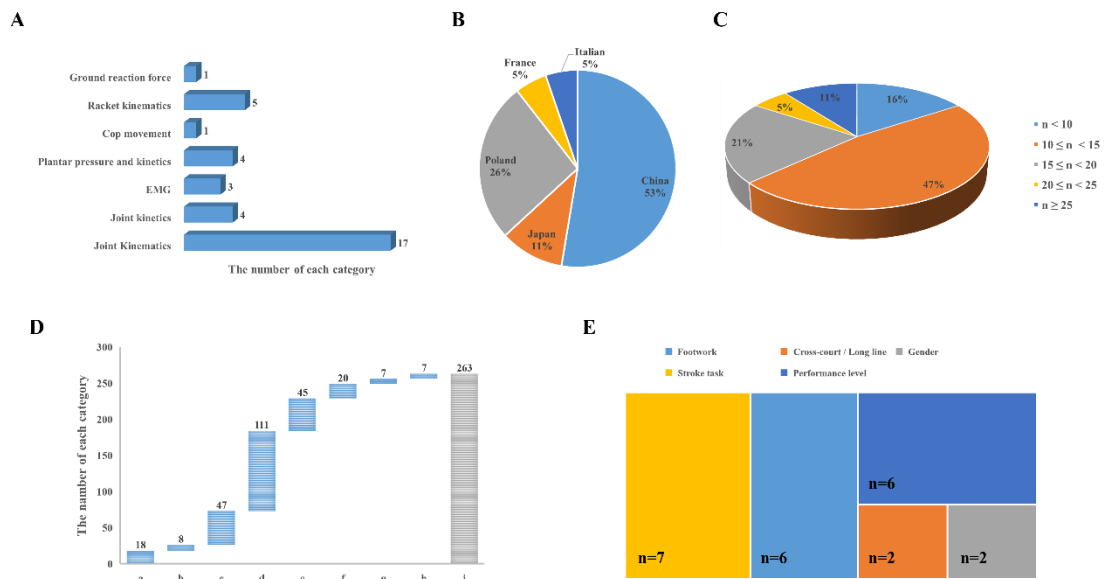 A
Ground reaction force 1
Racket kinematics 5
Cop movement 1
Plantar pressure and kinetics 4
EMG 3
Joint kinetics 4
Joint Kinematics 17
The number of each category
B
Italian
5%
France
5%
Poland
26%
China
53%
Japan
11%
C
11%
16%
5%
21%
47%
n < 10
10 ≤ n < 15
15 ≤ n < 20
20 ≤ n < 25
n ≥ 25
D
The namber of each category
300
250
200
150
100
50
0
18
8
47
111
45
20
7
7
263
E
Footwork
Cross-court / Long line
Gender
Stroke task
Performance level
n=7
n=6
n=6
n=2
n=2